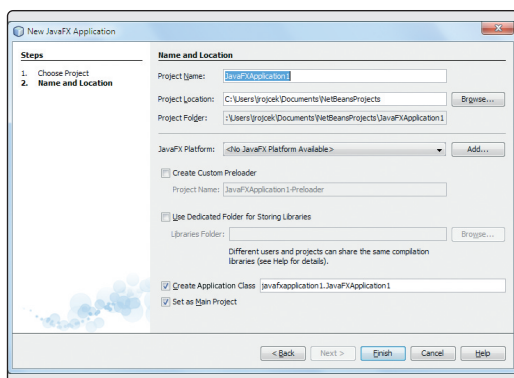 New JavaFX Application
Steps
1. Choose Project
2. Name and Location
Name and Location
Project Name: JavaFXApplication1
Project Location: C:\Users\jrojcek\Documents\NetBeansProjects Browse...
Project Folder: :\Users\jrojcek\Documents\NetBeansProjects\JavaFXApplication1
JavaFX Platform: <No JavaFX Platform Available> Add...
Create Custom Preloader
Project Name: JavaFXApplication1-Preloader
Use Dedicated Folder for Storing Libraries
Libraries Folder: Browse...
Different users and projects can share the same compilation
libraries (see Help for details).
Create Application Class javafxapplication1.JavaFXApplication1
Set as Main Project
< Back Next > Finish Cancel Help